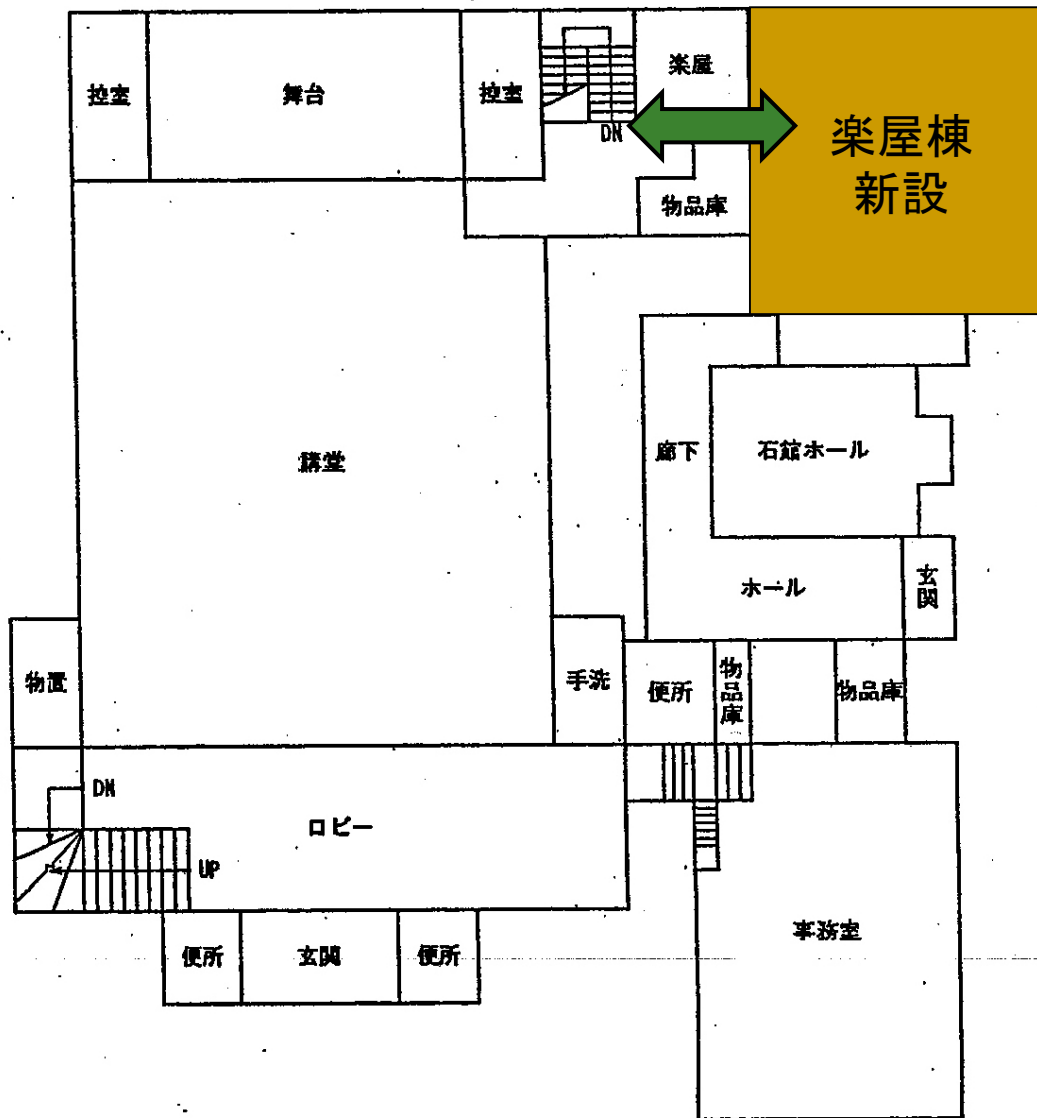 控室
舞台
控室
楽屋
DN
楽屋棟
新設
物品庫
講堂
廊下
石館ホール
ホール
玄関
物置
手洗
便所
物品庫
物品庫
DN
ロビー
UP
便所
玄関
便所
事務室